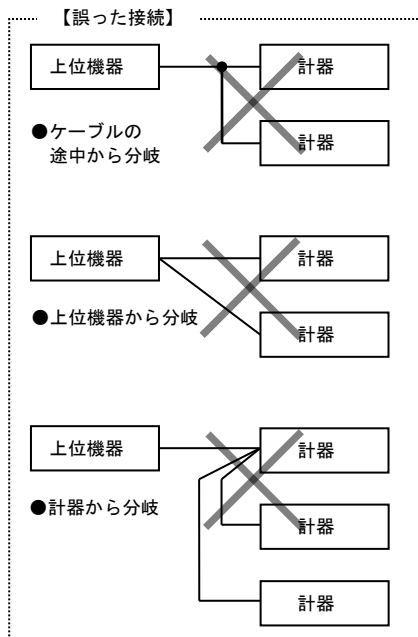 【誤った接続】
上位機器
計器
●ケーブルの
途中から分岐
計器
上位機器
計器
●上位機器から分岐
計器
上位機器
計器
●計器から分岐
計器
計器